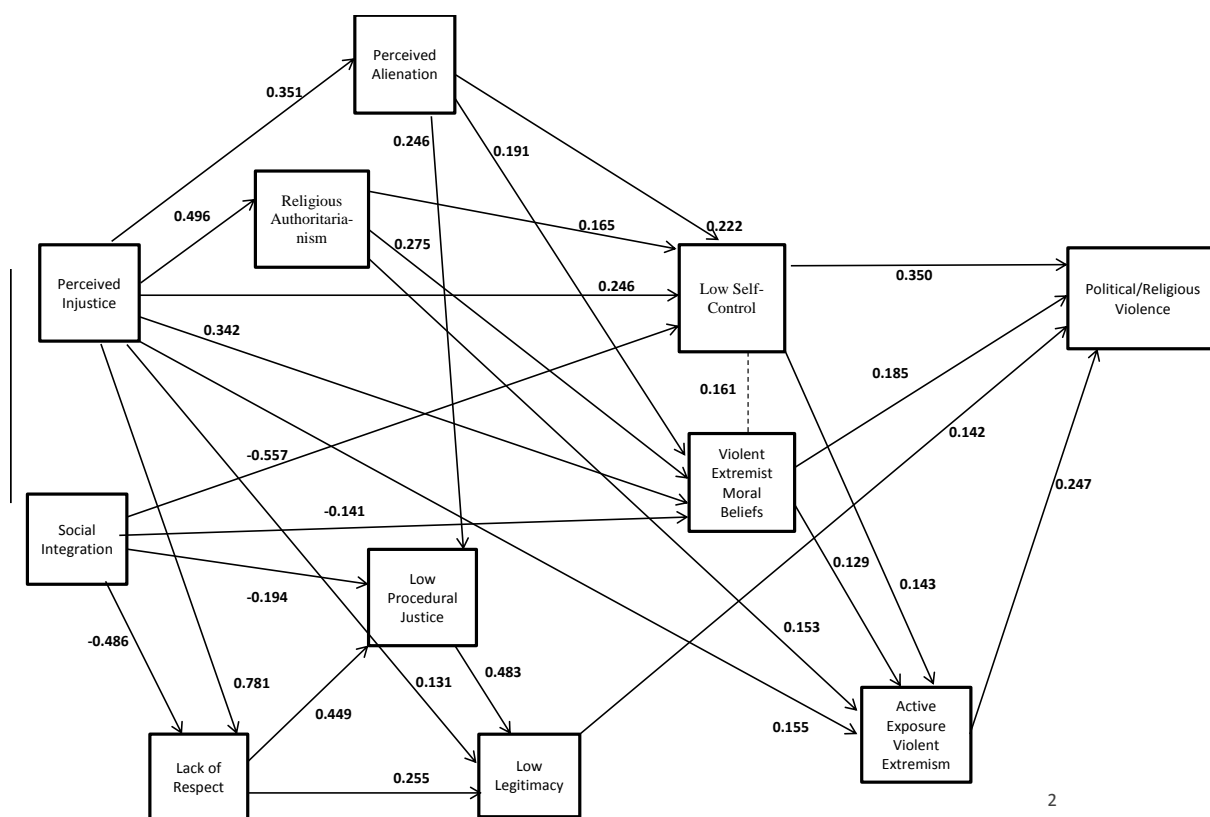 Perceived
Alienation
0.351
0.246
0.191
Religious
Authoritaria-
nism
0.496
0.165
0.222
0.275
Perceived
Injustice
0.246
Low Self-
Control
0.350
Political/Religious
Violence
0.342
0.185
0.161
0.142
-0.557
Violent
Extremist
Moral
Beliefs
0.247
-0.141
Social
Integration
Low
Procedural
Justice
0.129
0.143
-0.194
-0.486
0.153
0.483
0.781
0.131
0.449
0.155
Active
Exposure
Violent
Extremism
Lack of
Respect
0.255
Low
Legitimacy
2